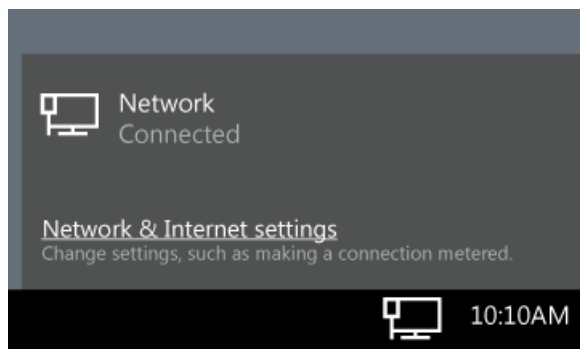 Network
Connected
Network & Internet settings
Change settings, such as making a connection metered.
10:10AM